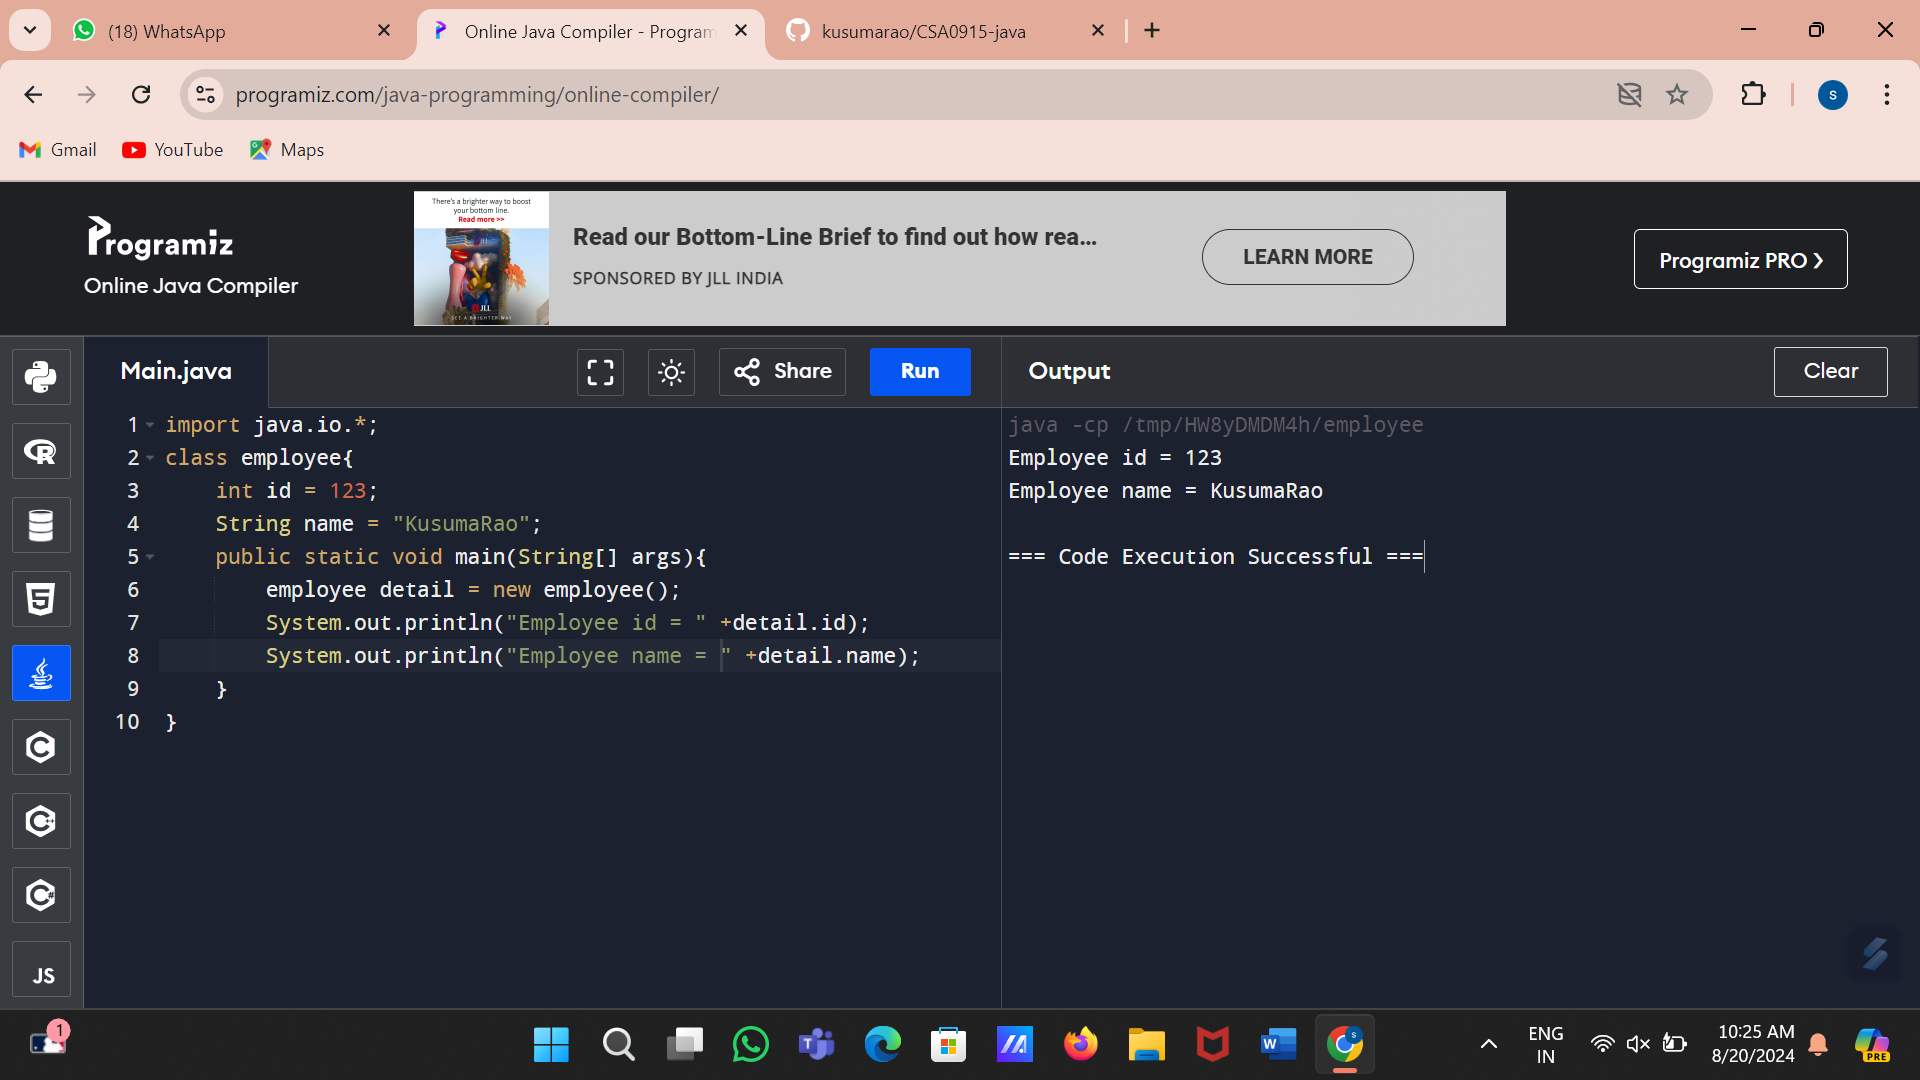 (18) WhatsApp
Online Java Compiler - Program
kusumarao/CSA0915-java
programiz.com/java-programming/online-compiler/
S
Gmail
YouTube
Maps
Programiz
Online Java Compiler
There's a brighter way to boost
your bottom line.
Read more >>
JLL
SEE A BRIGHTER WAY
Read our Bottom-Line Brief to find out how rea...
SPONSORED BY JLL INDIA
LEARN MORE
Programiz PRO ❯
Main.java
Share
Run
Output
Clear
1 import java.io.*;
2 class employee{
3 int id = 123;
4 String name = "KusumaRao";
5 public static void main(String[] args){
6 employee detail = new employee();
7 System.out.println("Employee id = " +detail.id);
8 System.out.println("Employee name = " +detail.name);
9 }
10 }
java -cp /tmp/HW8yDMDM4h/employee
Employee id = 123
Employee name = KusumaRao
=== Code Execution Successful ===
JS
1
ENG
IN
10:25 AM
8/20/2024
PRE